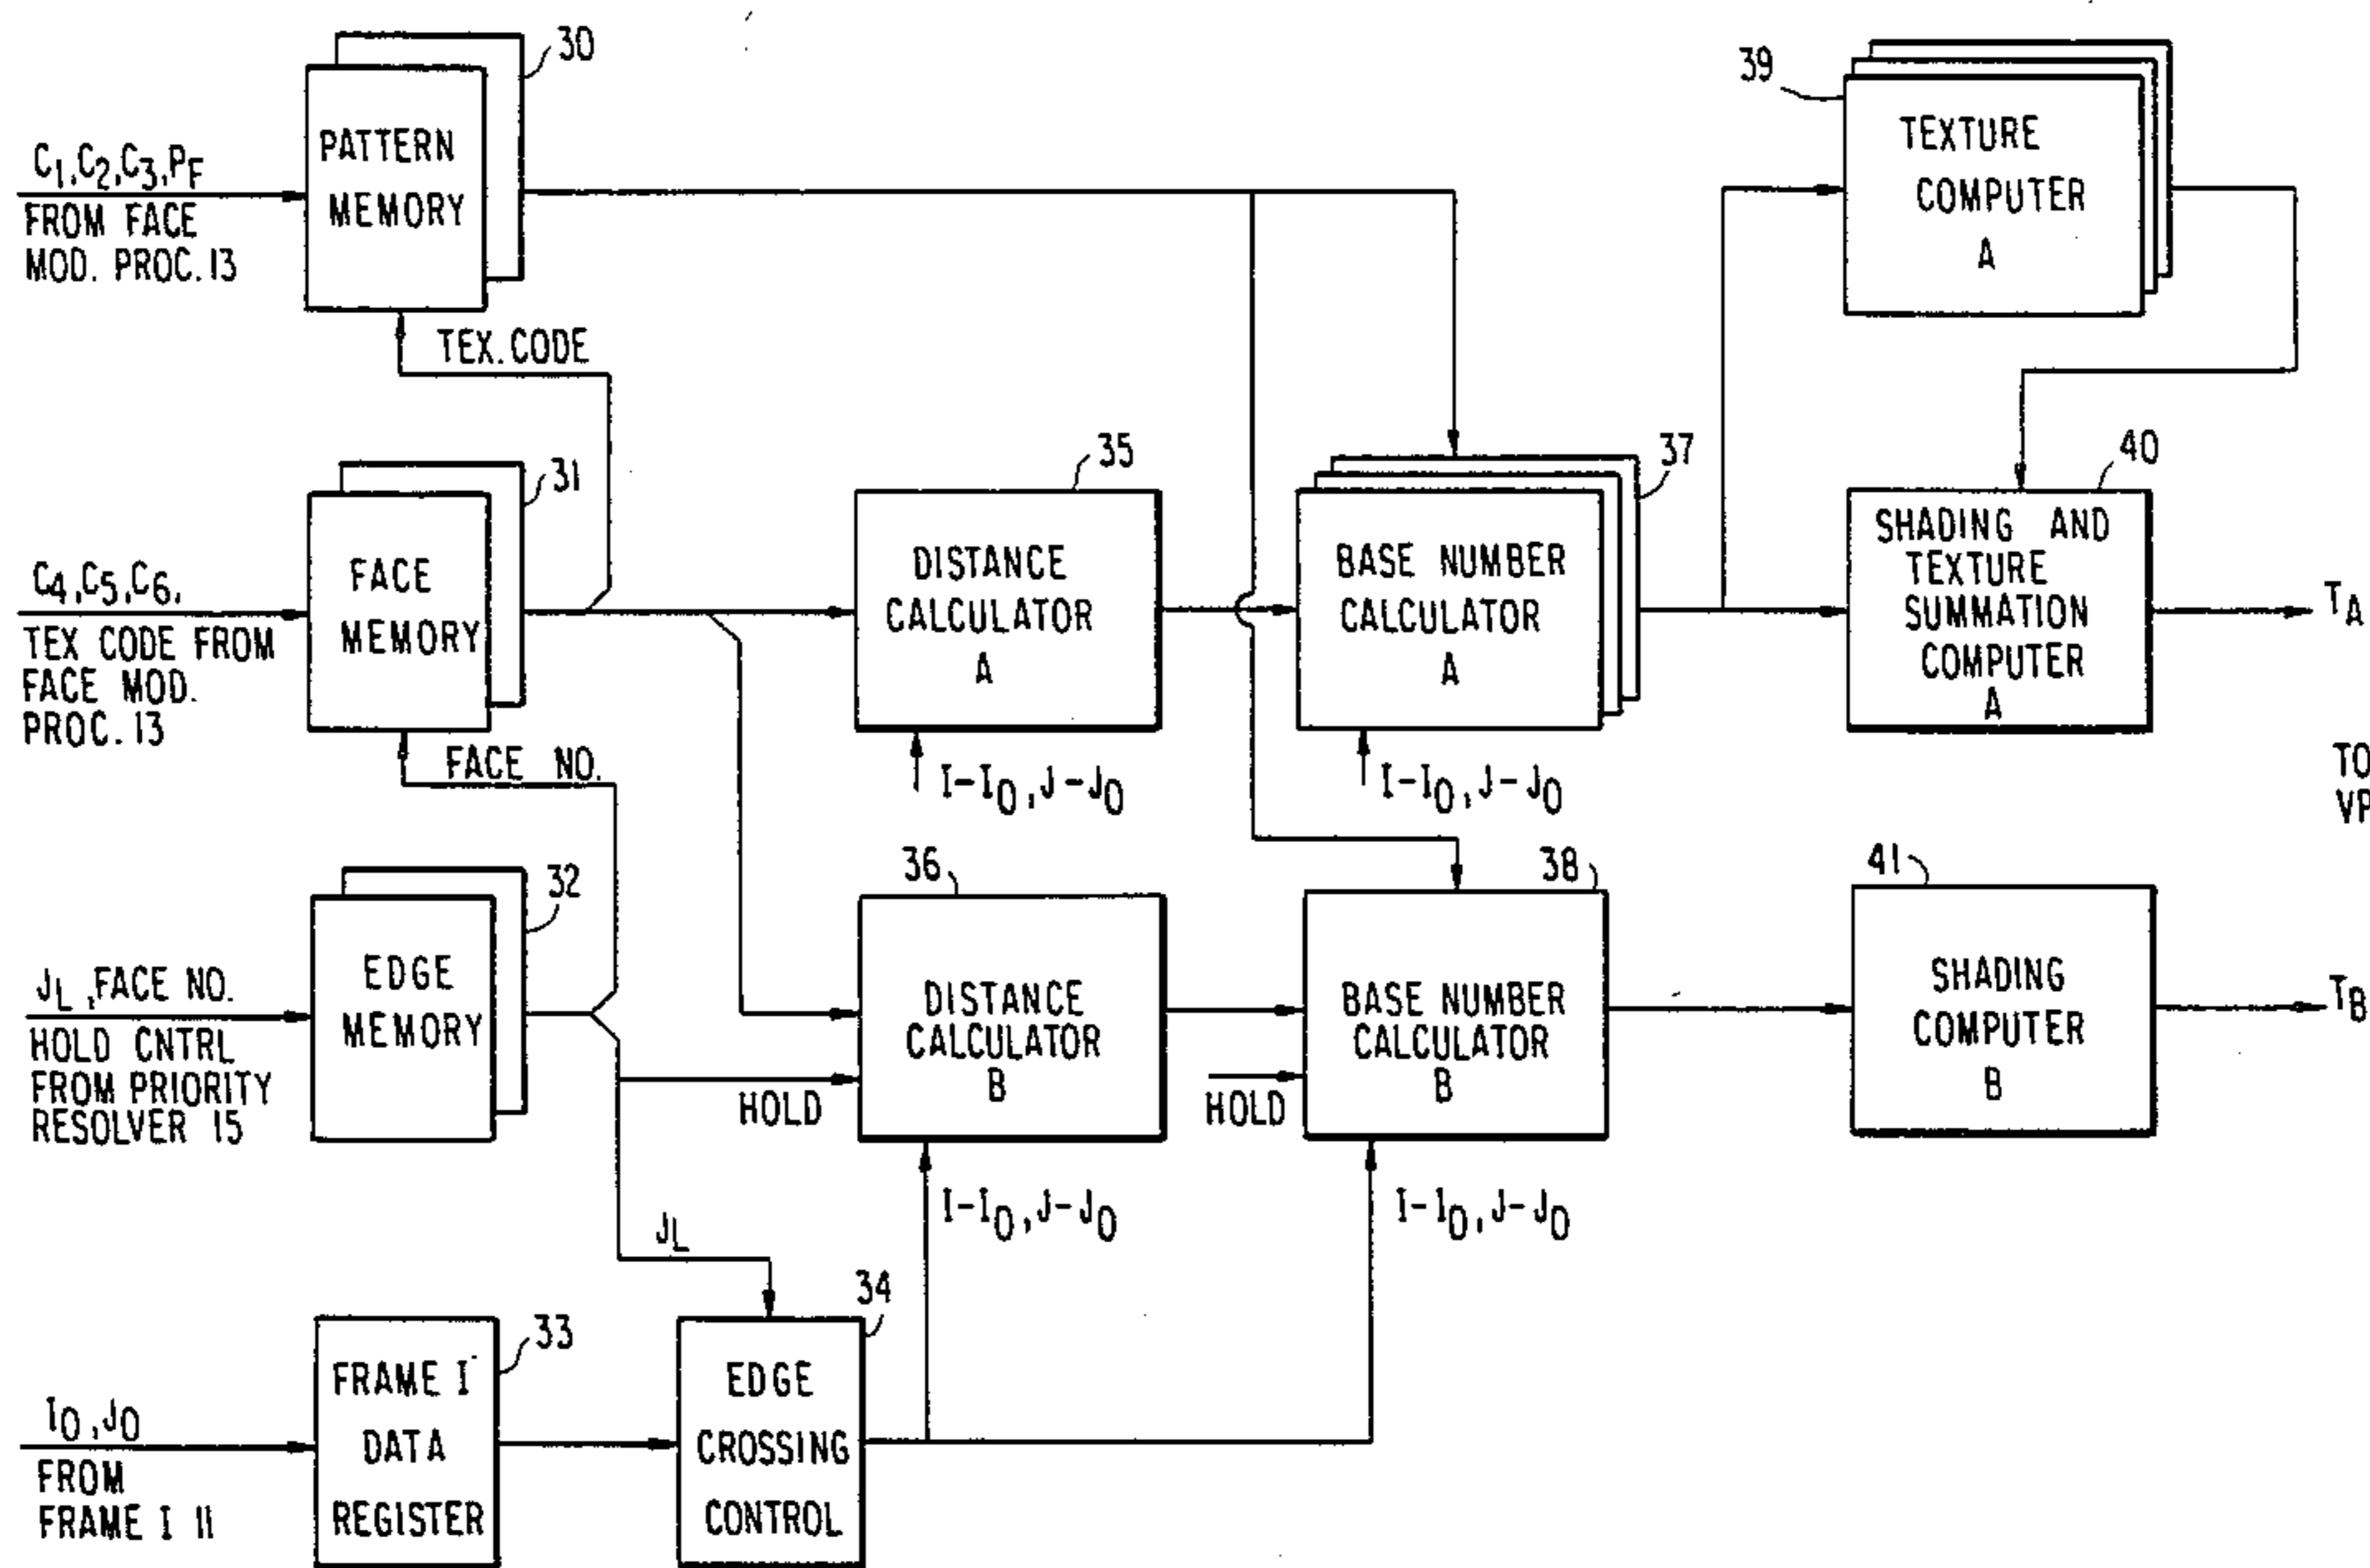 30
PATTERN
MEMORY
C1,C2,C3,PF
FROM FACE
MOD. PROC.13
TEX.CODE
39
TEXTURE
COMPUTER
A
31
FACE
MEMORY
C4,C5,C6,
TEX CODE FROM
FACE MOD.
PROC.13
FACE NO.
35
DISTANCE
CALCULATOR
A
I-I0,J-J0
37
BASE NUMBER
CALCULATOR
A
I-I0,J-J0
40
SHADING AND
TEXTURE
SUMMATION
COMPUTER
A
TA
TO
VP
32
EDGE
MEMORY
JL,FACE NO.
HOLD CNTRL
FROM PRIORITY
RESOLVER 15
36
DISTANCE
CALCULATOR
B
HOLD
I-I0,J-J0
38
BASE NUMBER
CALCULATOR
B
HOLD
I-I0,J-J0
41
SHADING
COMPUTER
B
TB
JL
33
FRAME I
DATA
REGISTER
I0,J0
FROM
FRAME I 11
34
EDGE
CROSSING
CONTROL